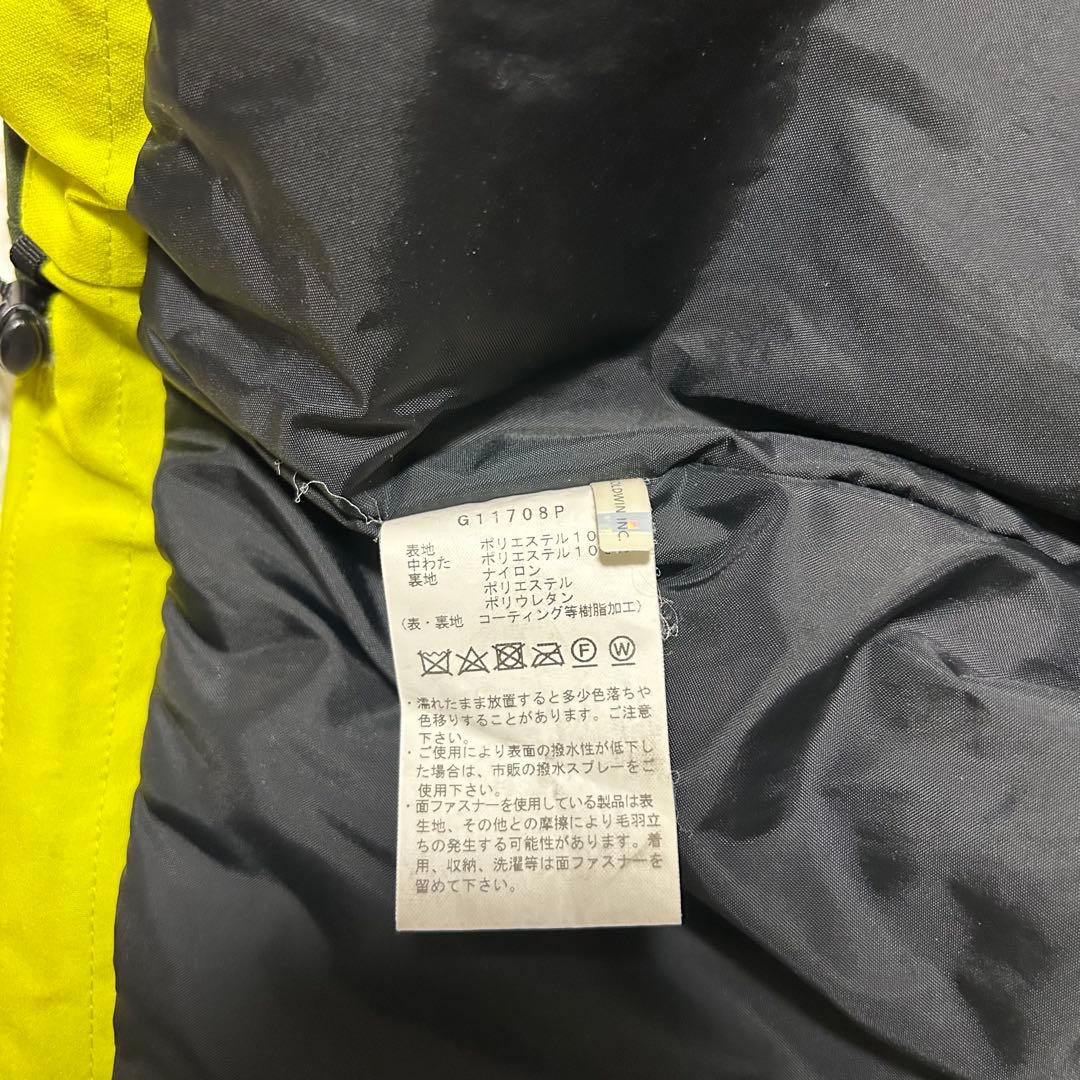 G11708P
OLDWIN INC.
表地 ポリエステル10
中わた ポリエステル10
裏地 ナイロン
ポリエステル
ポリウレタン
(表・裏地 コーティング等樹脂加工)
F W
・濡れたまま放置すると多少色落ちや
色移りすることがあります。ご注意
下さい。
・ご使用により表面の撥水性が低下し
た場合は、市販の撥水スプレーをご
使用下さい。
・面ファスナーを使用している製品は表
生地、その他との摩擦により毛羽立
ちの発生する可能性があります。着
用、収納、洗濯等は面ファスナーを
留めて下さい。